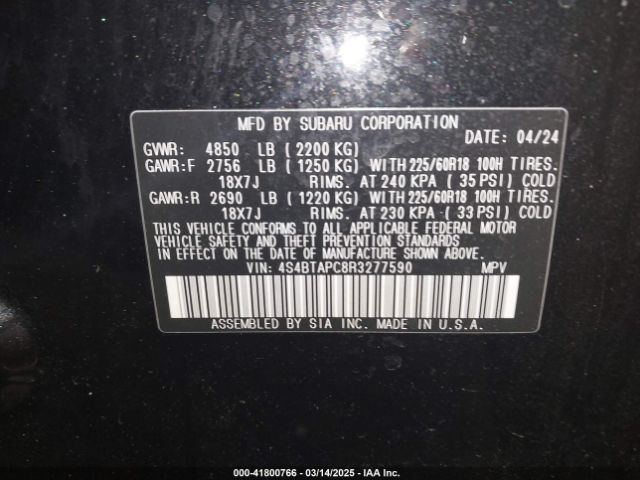 MFD BY SUBARU CORPORATION
DATE: 04/24
GVWR: 4850 LB (2200 KG)
GAWR:F 2756 LB (1250 KG) WITH 225/60R18 100H TIRES.
18X7J RIMS. AT 240 KPA (35 PSI) COLD
GAWR:R 2690 LB (1220 KG) WITH 225/60R18 100H TIRES.
18X7J RIMS. AT 230 KPA (33 PSI) COLD
THIS VEHICLE CONFORMS TO ALL APPLICABLE FEDERAL MOTOR
VEHICLE SAFETY AND THEFT PREVENTION STANDARDS
IN EFFECT ON THE DATE OF MANUFACTURE SHOWN ABOVE.
VIN: 4S4BTAPC8R3277590 MPV
ASSEMBLED BY SIA INC. MADE IN U.S.A.
000-41800766 - 03/14/2025 - IAA Inc.